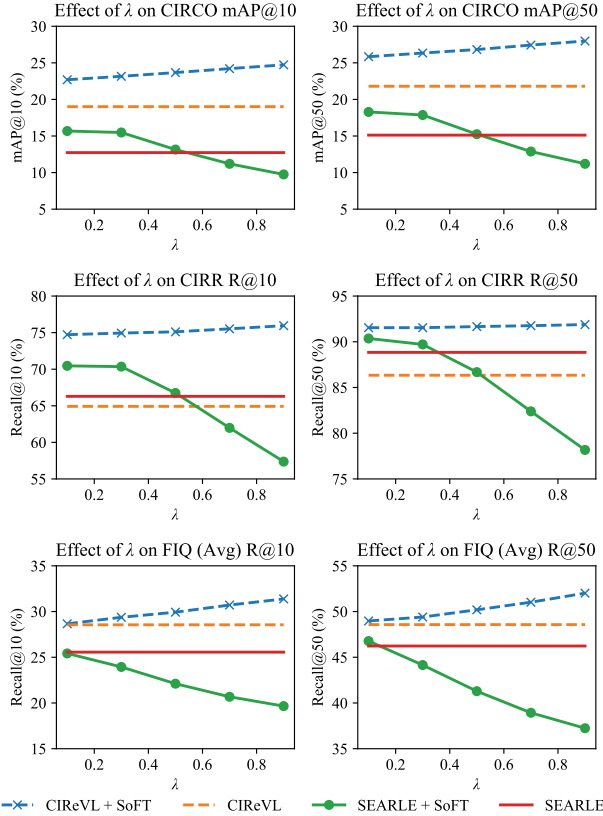 Effect of λ on CIRCO mAP@10
mAP@10 (%)
30
25
20
15
10
5
0.2 0.4 0.6 0.8
λ
Effect of λ on CIRCO mAP@50
mAP@50 (%)
30
25
20
15
10
5
0.2 0.4 0.6 0.8
λ
Effect of λ on CIRR R@10
Recall@10 (%)
80
75
70
65
60
55
0.2 0.4 0.6 0.8
λ
Effect of λ on CIRR R@50
Recall@50 (%)
95
90
85
80
75
0.2 0.4 0.6 0.8
λ
Effect of λ on FIQ (Avg) R@10
Recall@10 (%)
35
30
25
20
15
0.2 0.4 0.6 0.8
λ
Effect of λ on FIQ (Avg) R@50
Recall@50 (%)
55
50
45
40
35
0.2 0.4 0.6 0.8
λ
CIReVL + SoFT CIReVL SEARLE + SoFT SEARLE